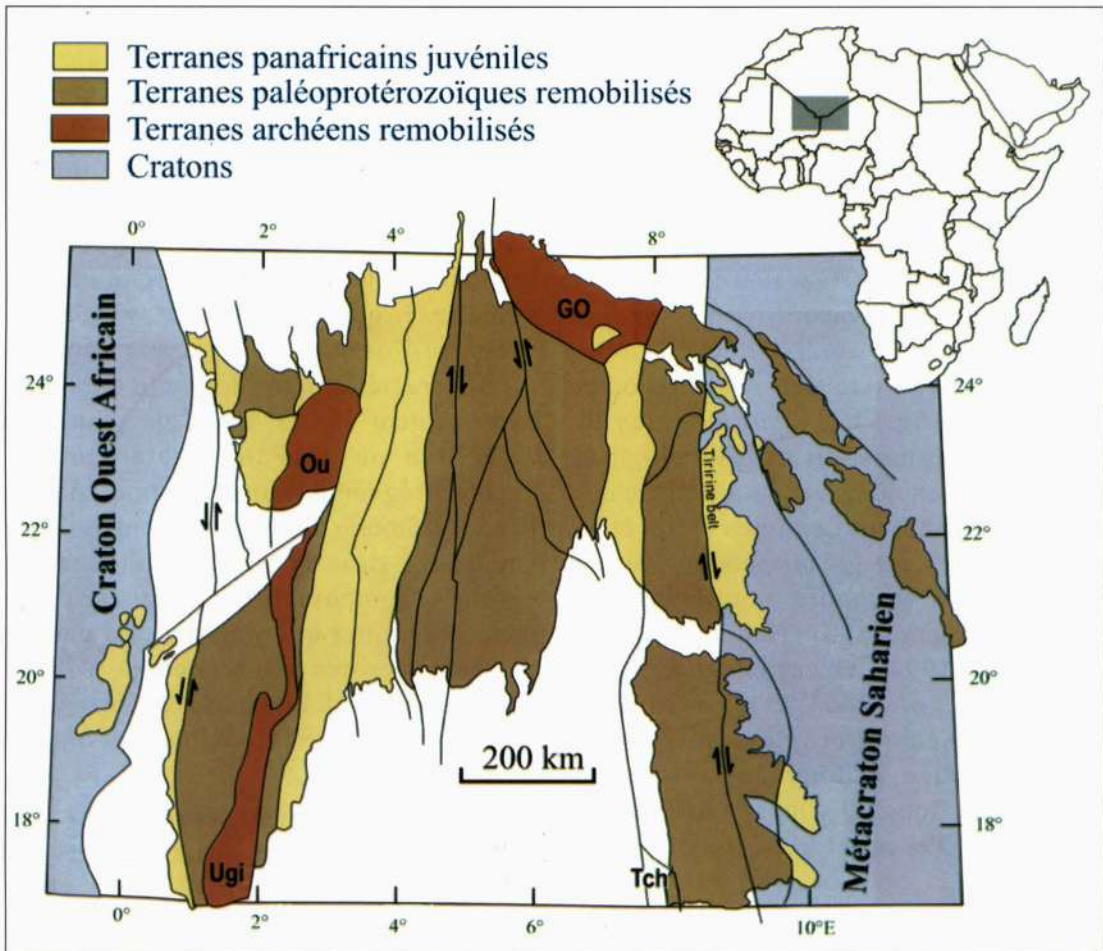 Terranes panafricains juvéniles
Terranes paléoprotérozoïques remobilisés
Terranes archéens remobilisés
Cratons
0°
2°
4°
8°
GO
24°
24°
Ou
Tiririne belt
Craton Ouest Africain
22°
22°
20°
20°
200 km
Métacraton Saharien
18°
18°
Ugi
Tch
0°
2°
4°
6°
10°E